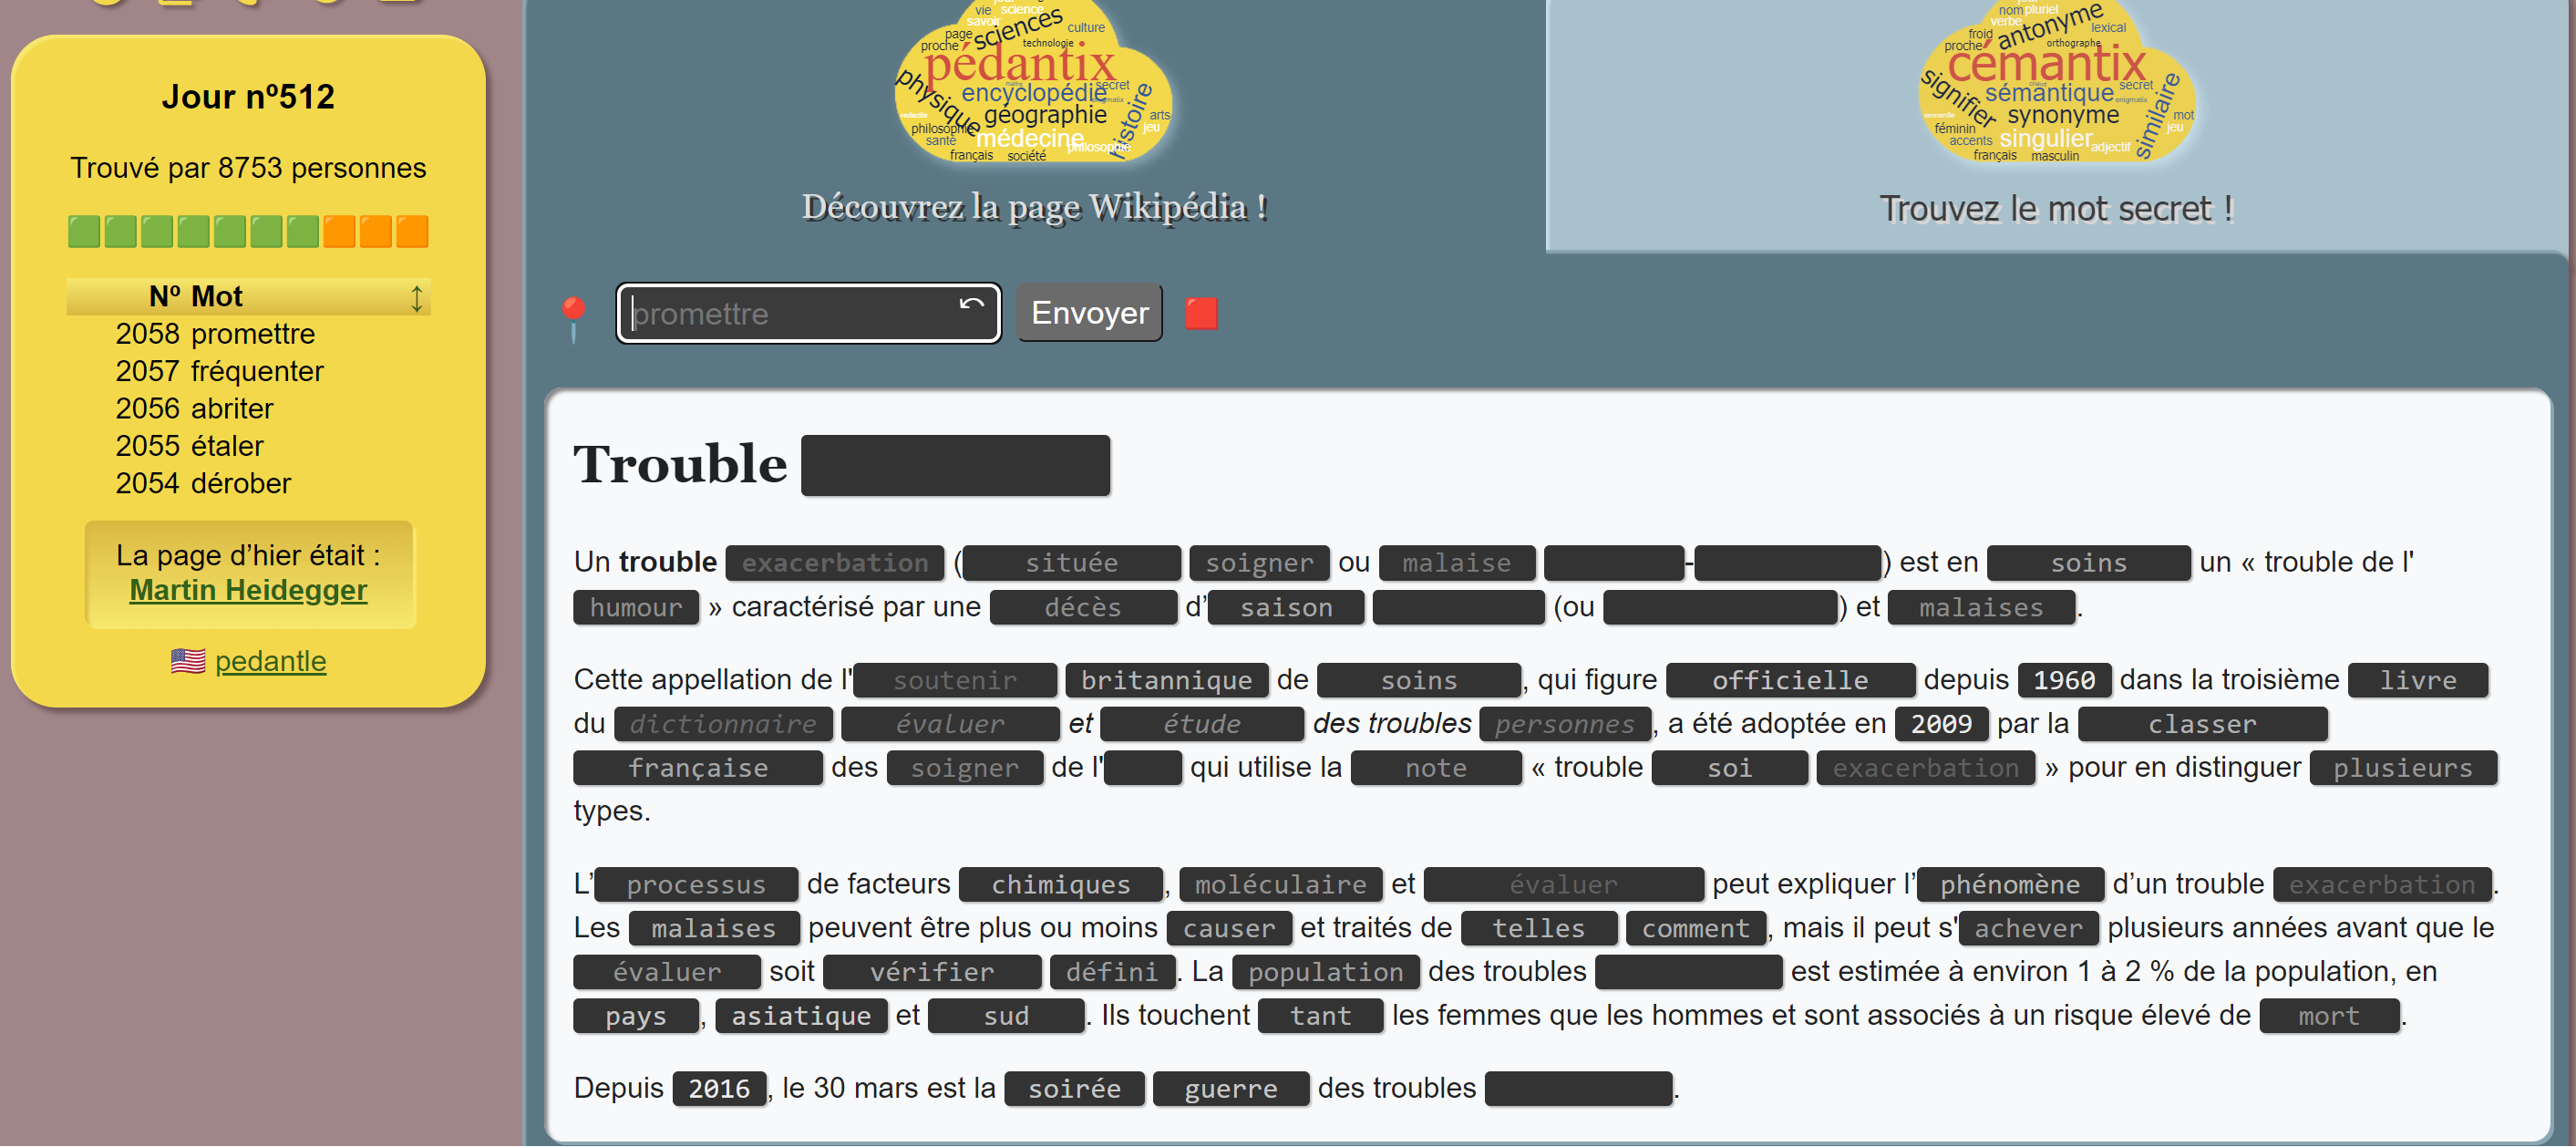 Jour nº512
Trouvé par 8753 personnes
Nº Mot ↕
2058 promettre
2057 fréquenter
2056 abriter
2055 étaler
2054 dérober
La page d’hier était :
Martin Heidegger
pedantle
vie science
savoir sciences culture
page
proche technologie
pédantix
physique encyclopédie secret
géographie histoire arts
jeu
philosophie médecine
santé philosophie
français société
Découvrez la page Wikipédia !
nom pluriel
verbe antonyme lexical
froid
proche orthographe
cémantix
signifier sémantique secret
synonyme similaire mot
jeu
féminin singulier
accents adjectif
français masculin
Trouvez le mot secret !
promettre Envoyer
Trouble
Un trouble exacerbation (située soigner ou malaise -) est en soins un « trouble de l'
humour » caractérisé par une décès d’saison (ou ) et malaises.
Cette appellation de l'soutenir britannique de soins, qui figure officielle depuis 1960 dans la troisième livre
du dictionnaire évaluer et étude des troubles personnes, a été adoptée en 2009 par la classer
française des soigner de l' qui utilise la note « trouble soi exacerbation » pour en distinguer plusieurs
types.
L’processus de facteurs chimiques, moléculaire et évaluer peut expliquer l’phénomène d’un trouble exacerbation.
Les malaises peuvent être plus ou moins causer et traités de telles comment, mais il peut s'achever plusieurs années avant que le
évaluer soit vérifier défini. La population des troubles est estimée à environ 1 à 2 % de la population, en
pays, asiatique et sud. Ils touchent tant les femmes que les hommes et sont associés à un risque élevé de mort.
Depuis 2016, le 30 mars est la soirée guerre des troubles .